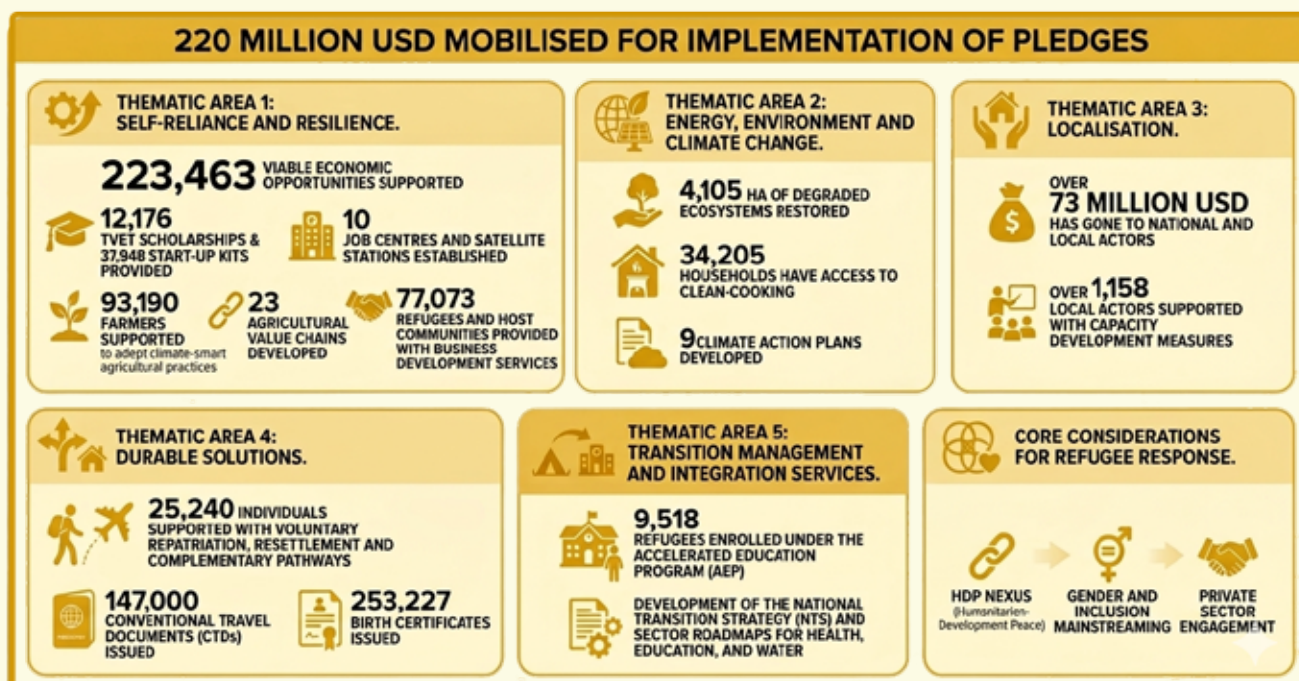 220 MILLION USD MOBILISED FOR IMPLEMENTATION OF PLEDGES
THEMATIC AREA 1:
SELF-RELIANCE AND RESILIENCE.
223,463 VIABLE ECONOMIC
OPPORTUNITIES SUPPORTED
12,176
TVET SCHOLARSHIPS &
37,948 START-UP KITS
PROVIDED
10
JOB CENTRES AND SATELLITE
STATIONS ESTABLISHED
93,190
FARMERS
SUPPORTED
to adept climate-smart
agricultural practices
23
AGRICULTURAL
VALUE CHAINS
DEVELOPED
77,073
REFUGEES AND HOST
COMMUNITIES PROVIDED
WITH BUSINESS
DEVELOPMENT SERVICES
THEMATIC AREA 2:
ENERGY, ENVIRONMENT AND
CLIMATE CHANGE.
4,105 HA OF DEGRADED
ECOSYSTEMS RESTORED
34,205
HOUSEHOLDS HAVE ACCESS TO
CLEAN-COOKING
9 CLIMATE ACTION PLANS
DEVELOPED
THEMATIC AREA 3:
LOCALISATION.
$
OVER
73 MILLION USD
HAS GONE TO NATIONAL AND
LOCAL ACTORS
OVER 1,158
LOCAL ACTORS SUPPORTED
WITH CAPACITY
DEVELOPMENT MEASURES
THEMATIC AREA 4:
DURABLE SOLUTIONS.
25,240 INDIVIDUALS
SUPPORTED WITH VOLUNTARY
REPATRIATION, RESETTLEMENT AND
COMPLEMENTARY PATHWAYS
147,000
CONVENTIONAL TRAVEL
DOCUMENTS (CTDs)
ISSUED
253,227
BIRTH CERTIFICATES
ISSUED
THEMATIC AREA 5:
TRANSITION MANAGEMENT
AND INTEGRATION SERVICES.
9,518
REFUGEES ENROLLED UNDER THE
ACCELERATED EDUCATION
PROGRAM (AEP)
DEVELOPMENT OF THE NATIONAL
TRANSITION STRATEGY (NTS) AND
SECTOR ROADMAPS FOR HEALTH,
EDUCATION, AND WATER
CORE CONSIDERATIONS
FOR REFUGEE RESPONSE.
HDP NEXUS
(Humsnitarien-
Development Peace)
GENDER AND
INCLUSION
MAINSTREAMING
PRIVATE
SECTOR
ENGAGEMENT